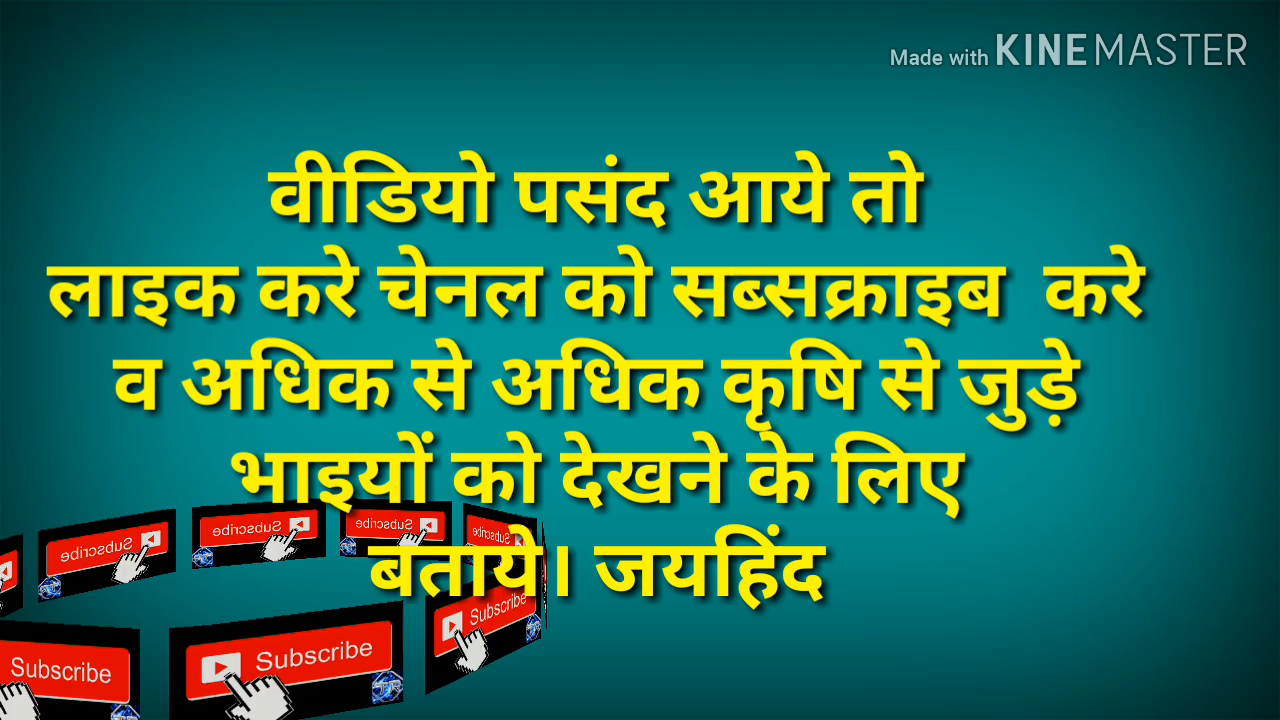 Made with KINEMASTER
वीडियो पसंद आये तो
लाइक करे चेनल को सब्सक्राइब करे
व अधिक से अधिक कृषि से जुड़े
भाइयों को देखने के लिए
बताये। जयहिंद
Subscribe
Subscribe
Subscribe
Subscribe
Subscribe
Subscribe
Subscribe